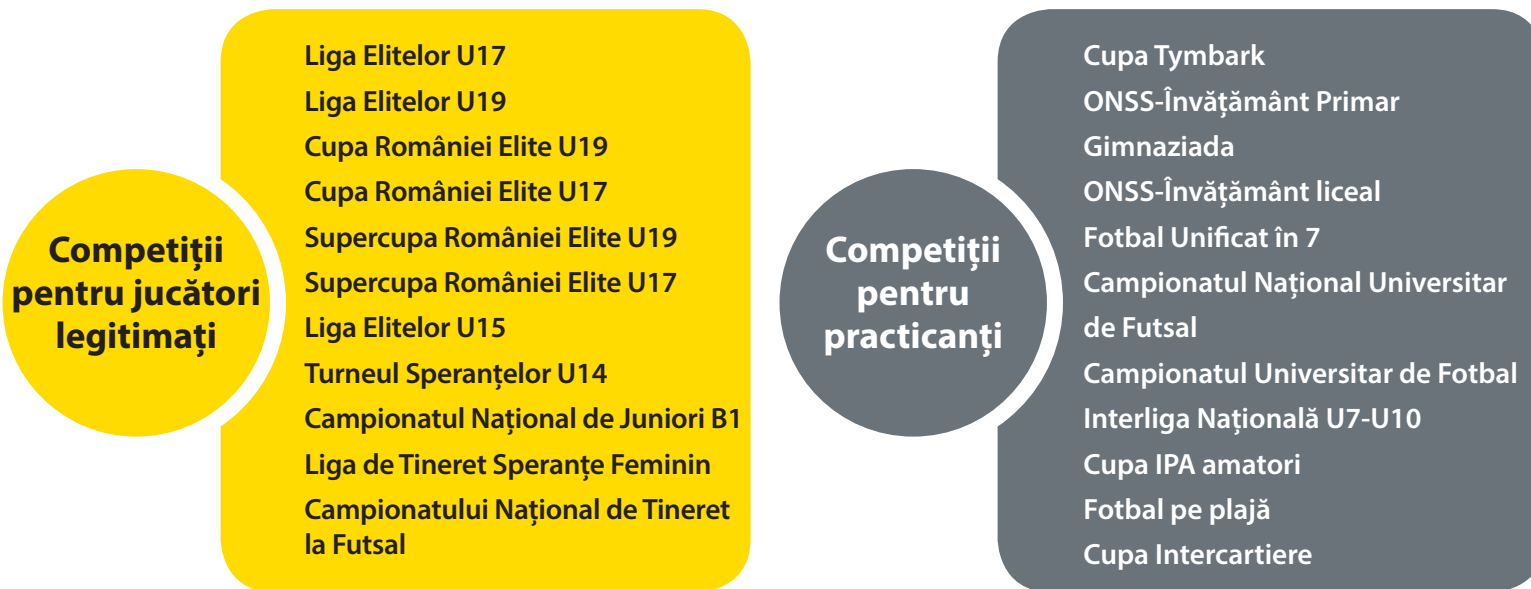 Competiții
pentru jucători
legitimați
Liga Elitelor U17
Liga Elitelor U19
Cupa României Elite U19
Cupa României Elite U17
Supercupa României Elite U19
Supercupa României Elite U17
Liga Elitelor U15
Turneul Speranțelor U14
Campionatul Național de Juniori B1
Liga de Tineret Speranțe Feminin
Campionatului Național de Tineret
la Futsal
Competiții
pentru
practicanți
Cupa Tymbark
ONSS-Învățământ Primar
Gimnaziada
ONSS-Învățământ liceal
Fotbal Unificat în 7
Campionatul Național Universitar
de Futsal
Campionatul Universitar de Fotbal
Interliga Națională U7-U10
Cupa IPA amatori
Fotbal pe plajă
Cupa Intercartiere